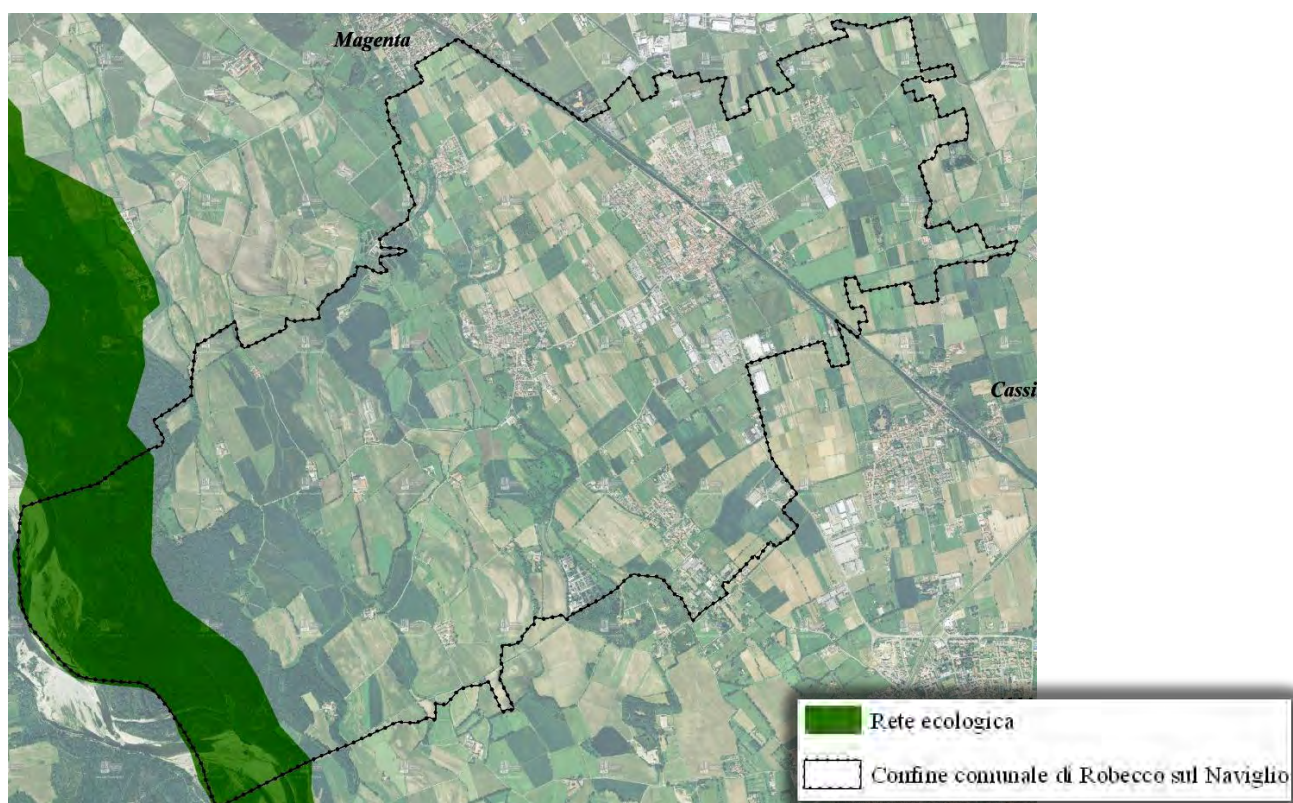 Magenta
Cassi
Rete ecologica
Confine comunale di Robecco sul Naviglio